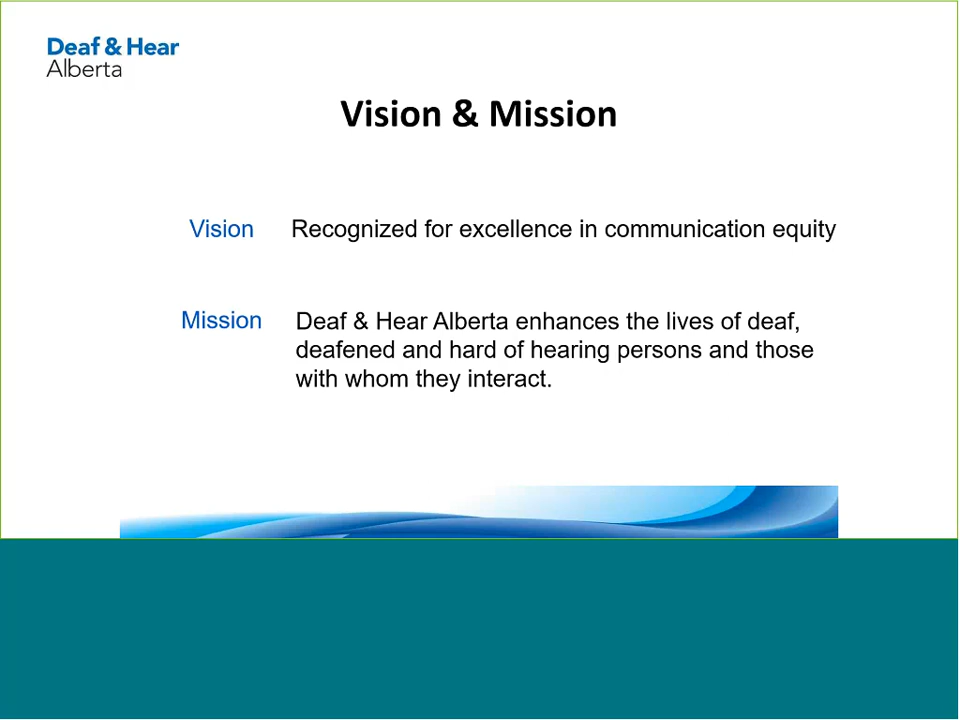 Deaf & Hear
Alberta
Vision & Mission
Vision Recognized for excellence in communication equity
Mission Deaf & Hear Alberta enhances the lives of deaf,
deafened and hard of hearing persons and those
with whom they interact.